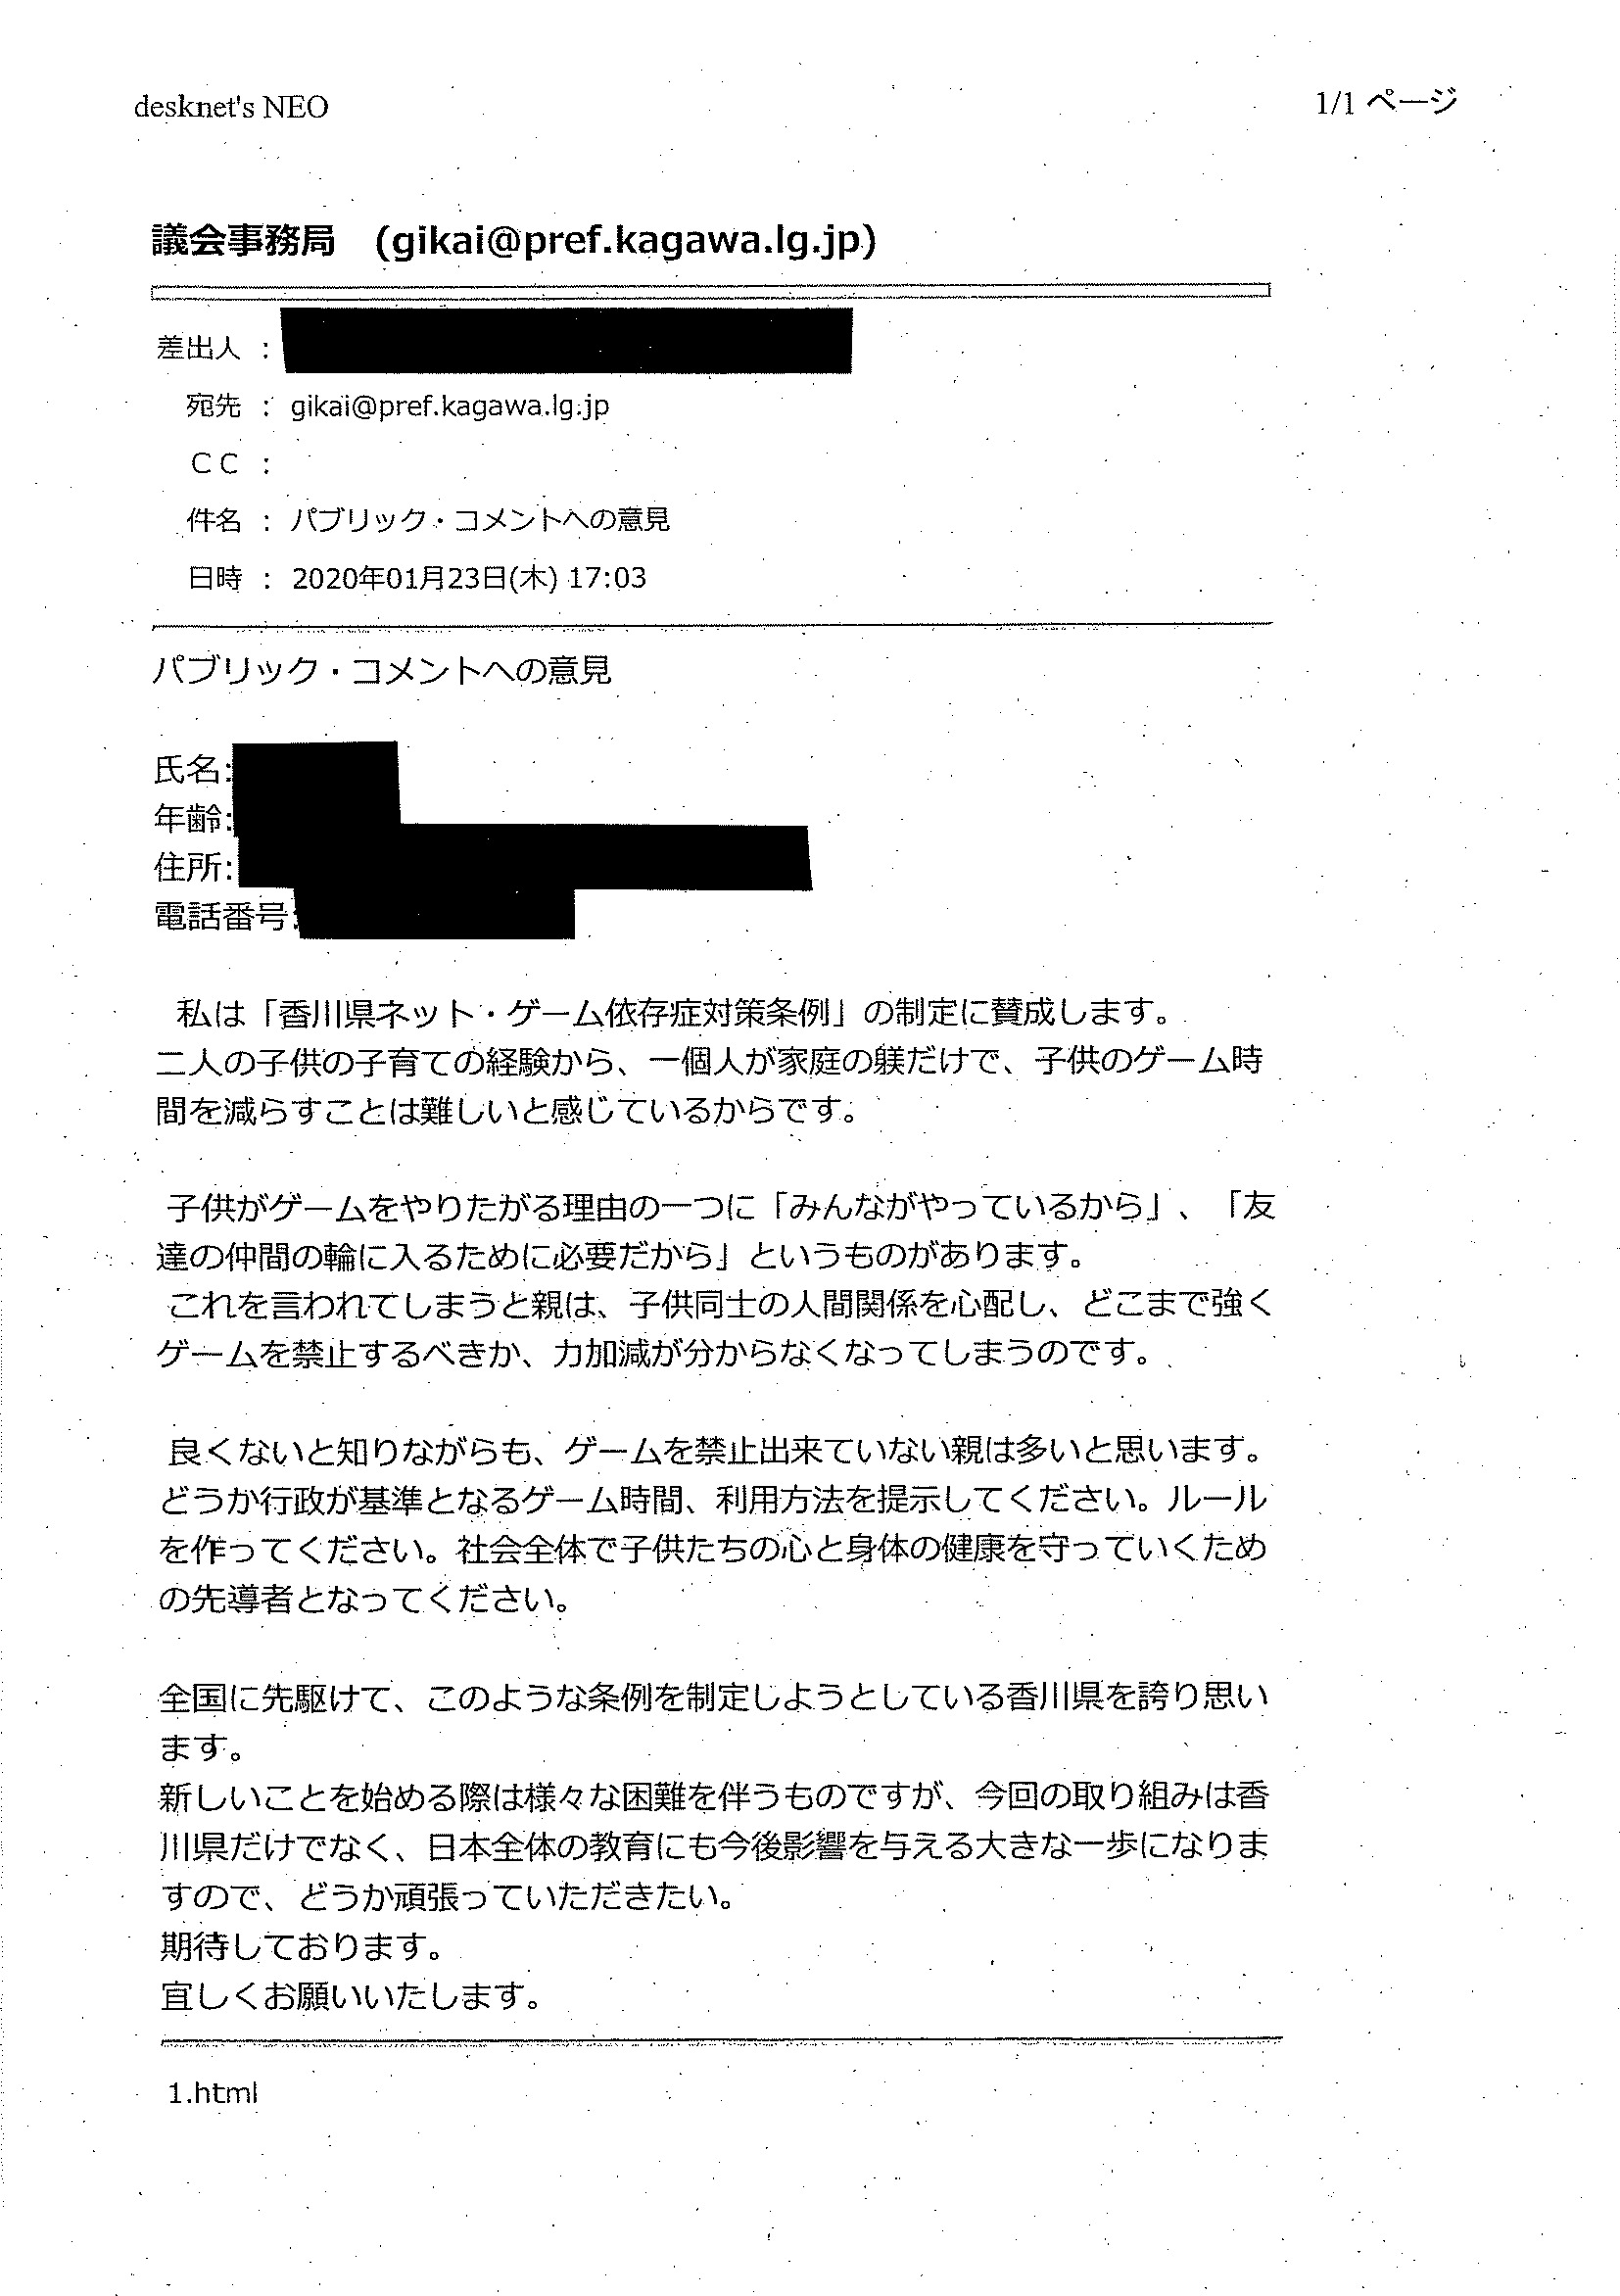 desknet's NEO
1/1 ページ
議会事務局 (gikai@pref.kagawa.lg.jp)
差出人 :
宛先 : gikai@pref.kagawa.lg.jp
CC :
件名 : パブリック・コメントへの意見
日時 : 2020年01月23日(木) 17:03
パブリック・コメントへの意見
氏名:
年齢:
住所:
電話番号:
私は「香川県ネット・ゲーム依存症対策条例」の制定に賛成します。
二人の子供の子育ての経験から、一個人が家庭の躾だけで、子供のゲーム時
間を減らすことは難しいと感じているからです。
子供がゲームをやりたがる理由の一つに「みんながやっているから」、「友
達の仲間の輪に入るために必要だから」というものがあります。
これを言われてしまうと親は、子供同士の人間関係を心配し、どこまで強く
ゲームを禁止するべきか、力加減が分からなくなってしまうのです。
良くないと知りながらも、ゲームを禁止出来ていない親は多いと思います。
どうか行政が基準となるゲーム時間、利用方法を提示してください。ルール
を作ってください。社会全体で子供たちの心と身体の健康を守っていくため
の先導者となってください。
全国に先駆けて、このような条例を制定しようとしている香川県を誇り思い
ます。
新しいことを始める際は様々な困難を伴うものですが、今回の取り組みは香
川県だけでなく、日本全体の教育にも今後影響を与える大きな一歩になりま
すので、どうか頑張っていただきたい。
期待しております。
宜しくお願いいたします。
1.html